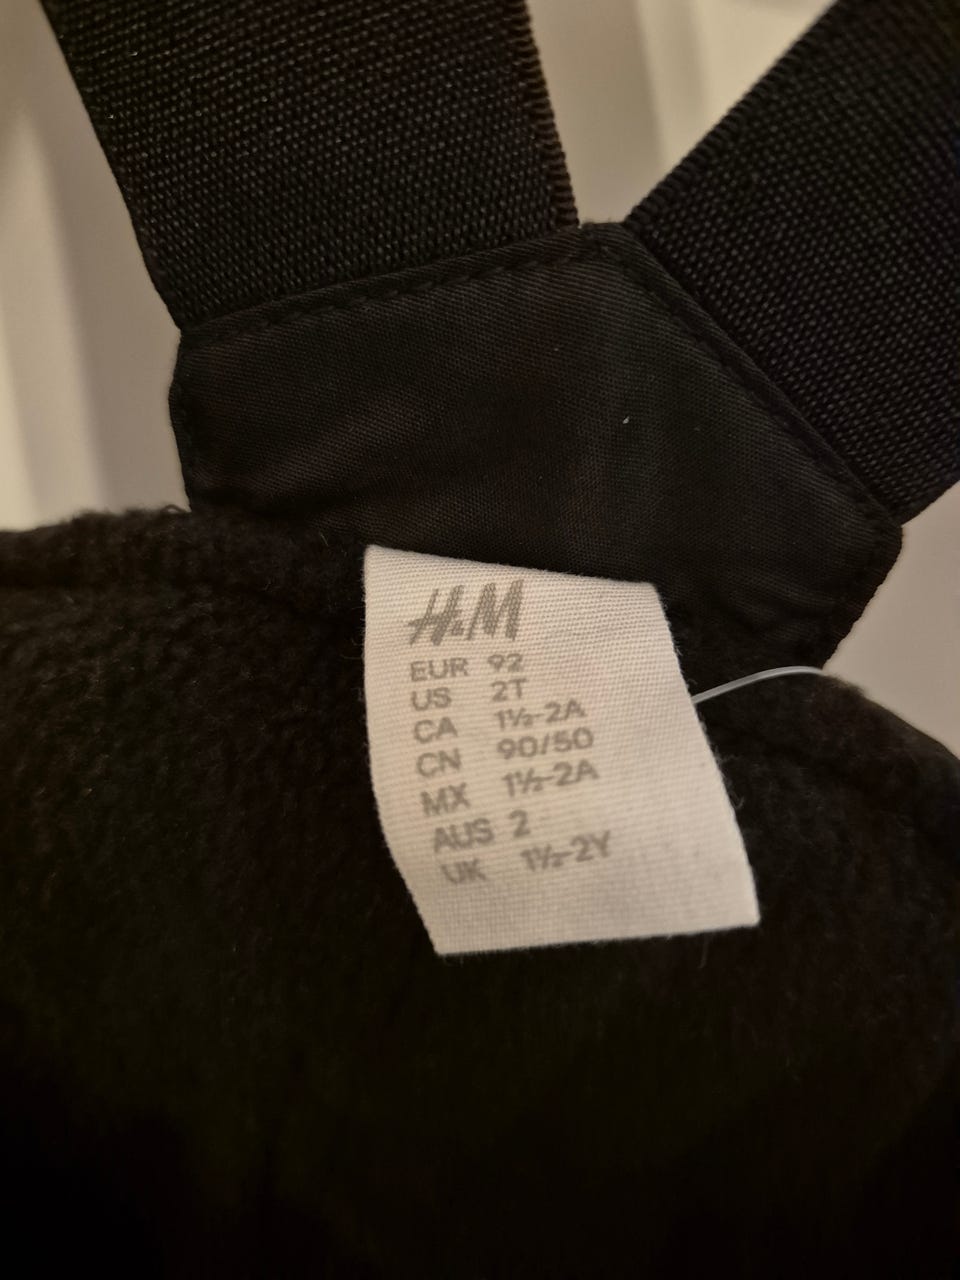 H&M
EUR 92
US 2T
CA 1½-2A
CN 90/50
MX 1½-2A
AUS 2
UK 1½-2Y